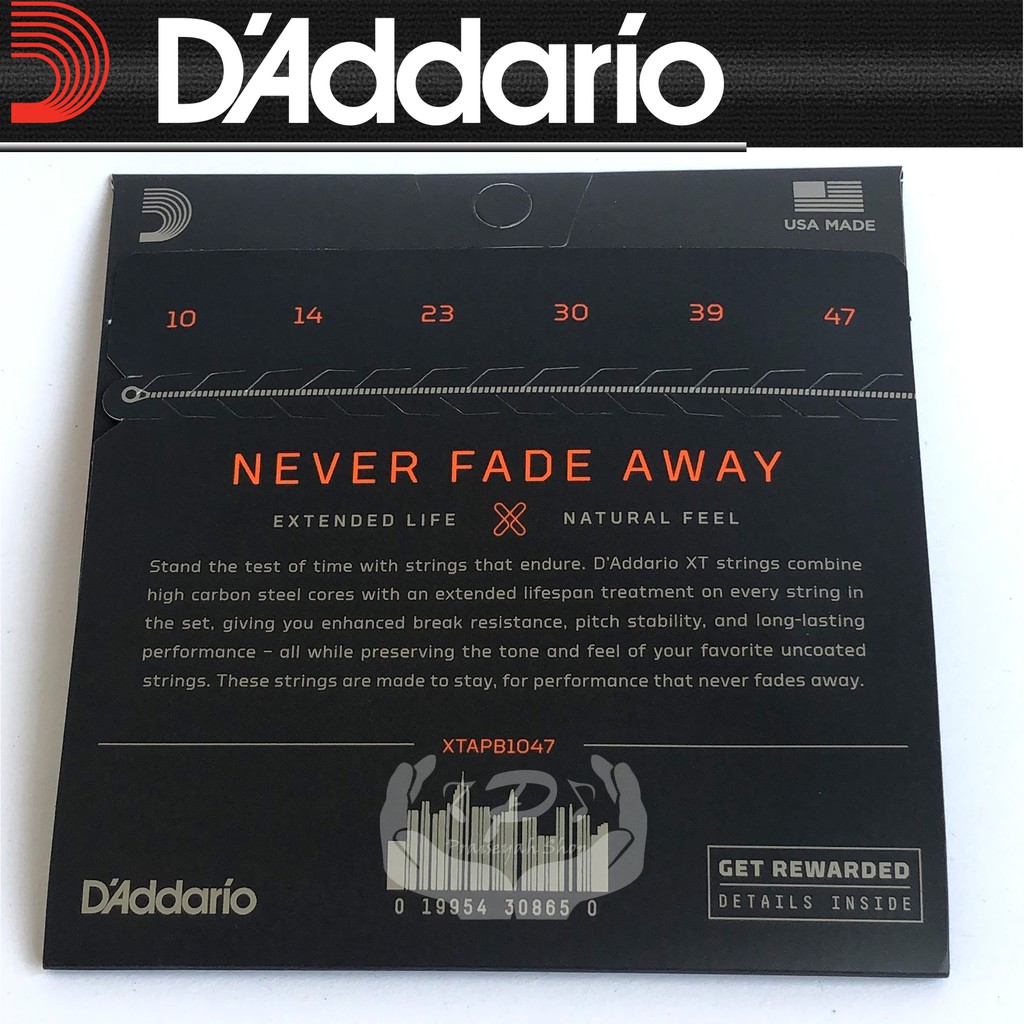 D'Addario
USA MADE
10 14 23 30 39 47
NEVER FADE AWAY
EXTENDED LIFE NATURAL FEEL
Stand the test of time with strings that endure. D'Addario XT strings combine
high carbon steel cores with an extended lifespan treatment on every string in
the set, giving you enhanced break resistance, pitch stability, and long-lasting
performance – all while preserving the tone and feel of your favorite uncoated
strings. These strings are made to stay, for performance that never fades away.
XTAPB1047
PraiseYah Shop
0 19954 30865 0
D'Addario
GET REWARDED
DETAILS INSIDE